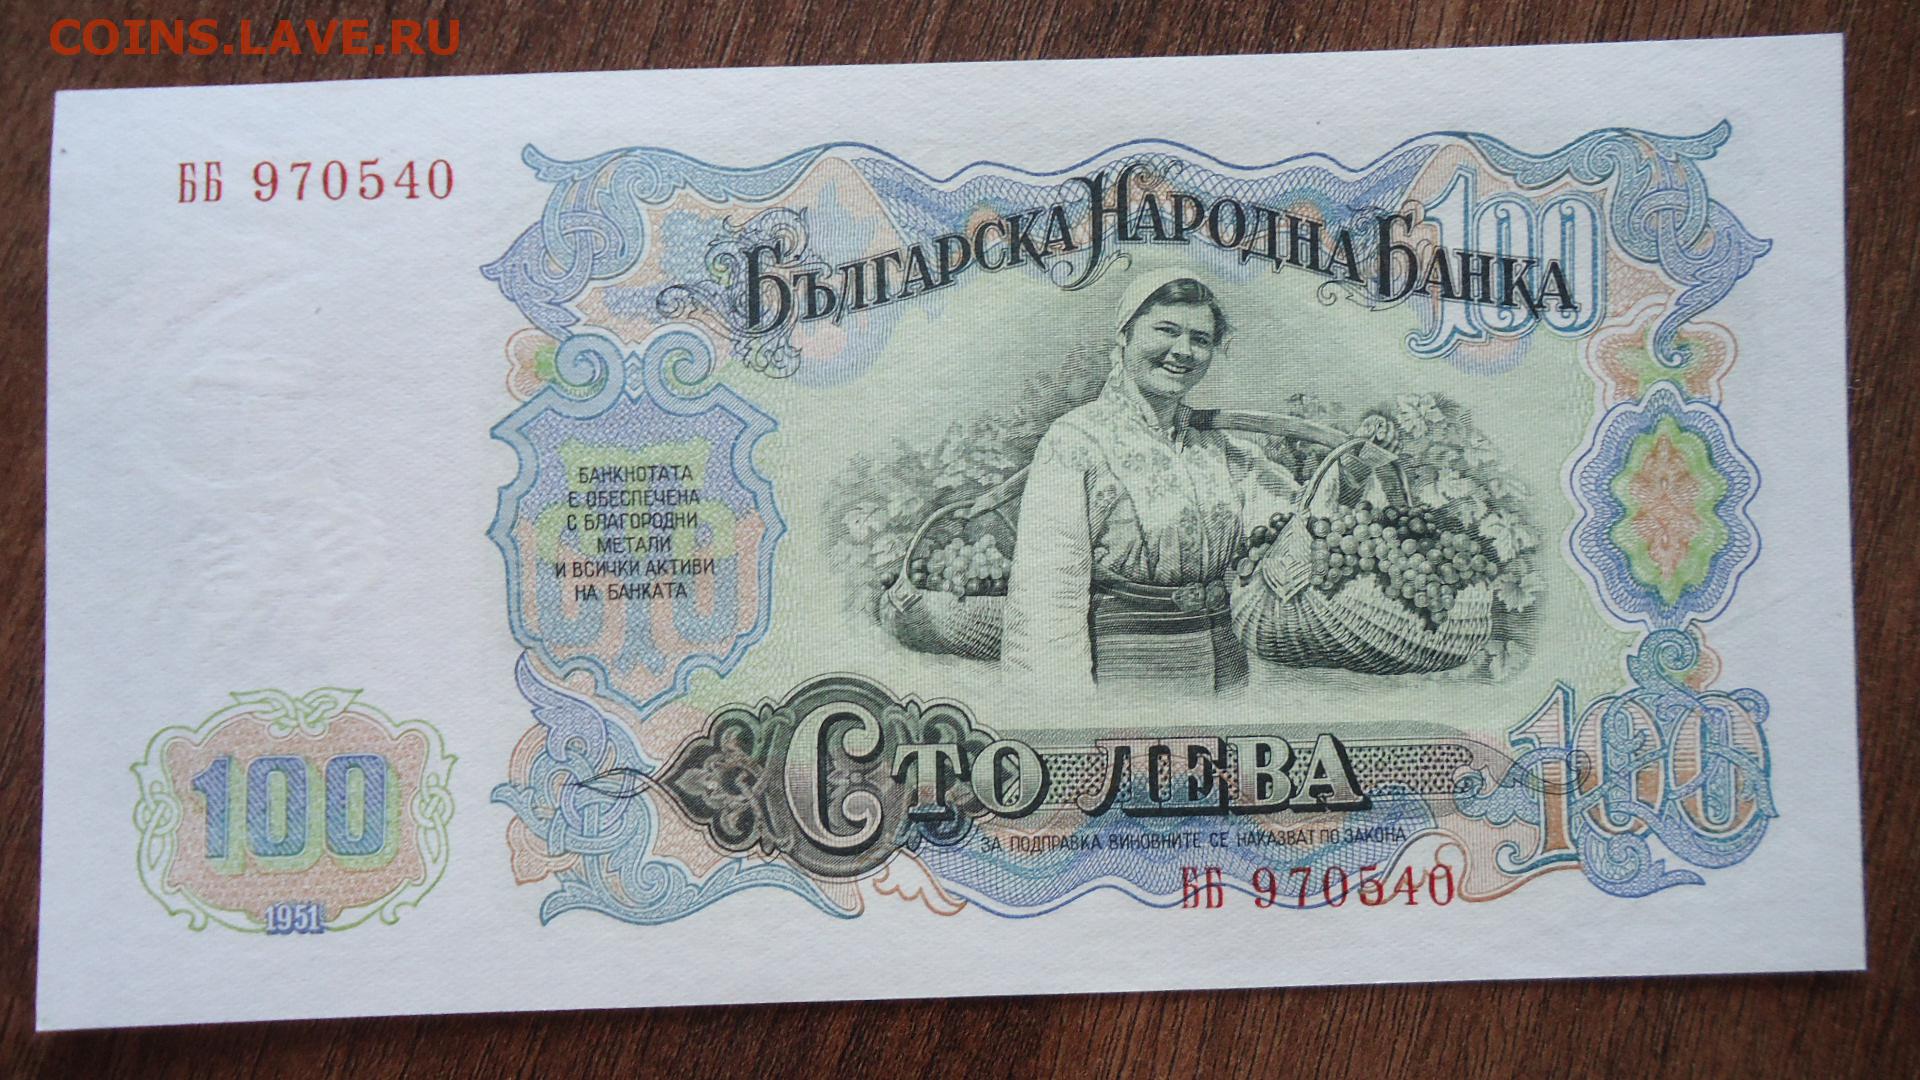 COINS.LAVE.RU
ББ 970540
100
БЪЛГАРСКА НАРОДНА БАНКА
БАНКНОТАТА
Е ОБЕСПЕЧЕНА
С БЛАГОРОДНИ
МЕТАЛИ
И ВСИЧКИ АКТИВИ
НА БАНКАТА
СТО ЛЕВА
100
100
ЗА ПОДПРАВКА ВИНОВНИТЕ СЕ НАКАЗВАТ ПО ЗАКОНА
ББ 970540
1951